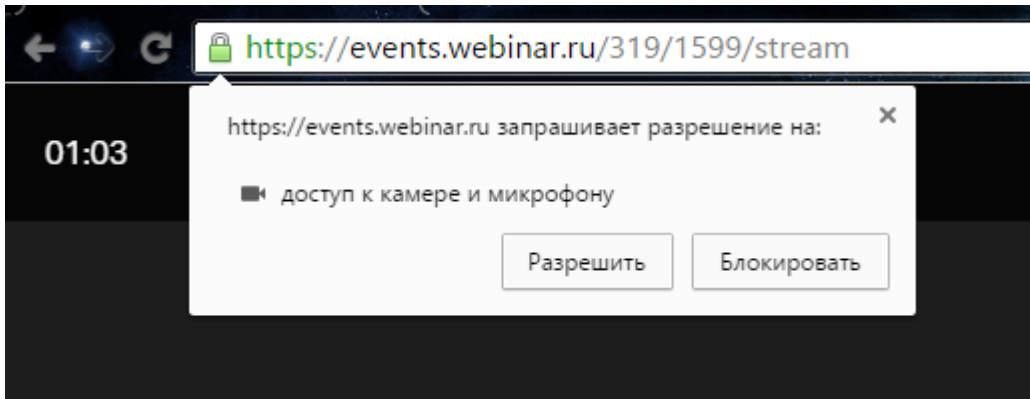 https://events.webinar.ru/319/1599/stream
https://events.webinar.ru запрашивает разрешение на:
01:03
доступ к камере и микрофону
Разрешить
Блокировать